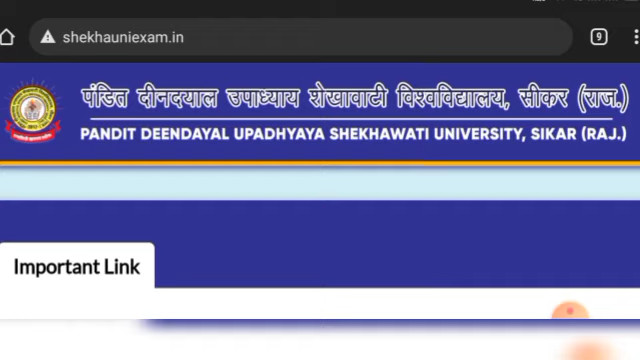 shekhauniexam.in
9
पंडित दीनदयाल उपाध्याय शेखावाटी विश्वविद्यालय, सीकर (राज.)
PANDIT DEENDAYAL UPADHYAYA SHEKHAWATI UNIVERSITY, SIKAR (RAJ.)
Important Link